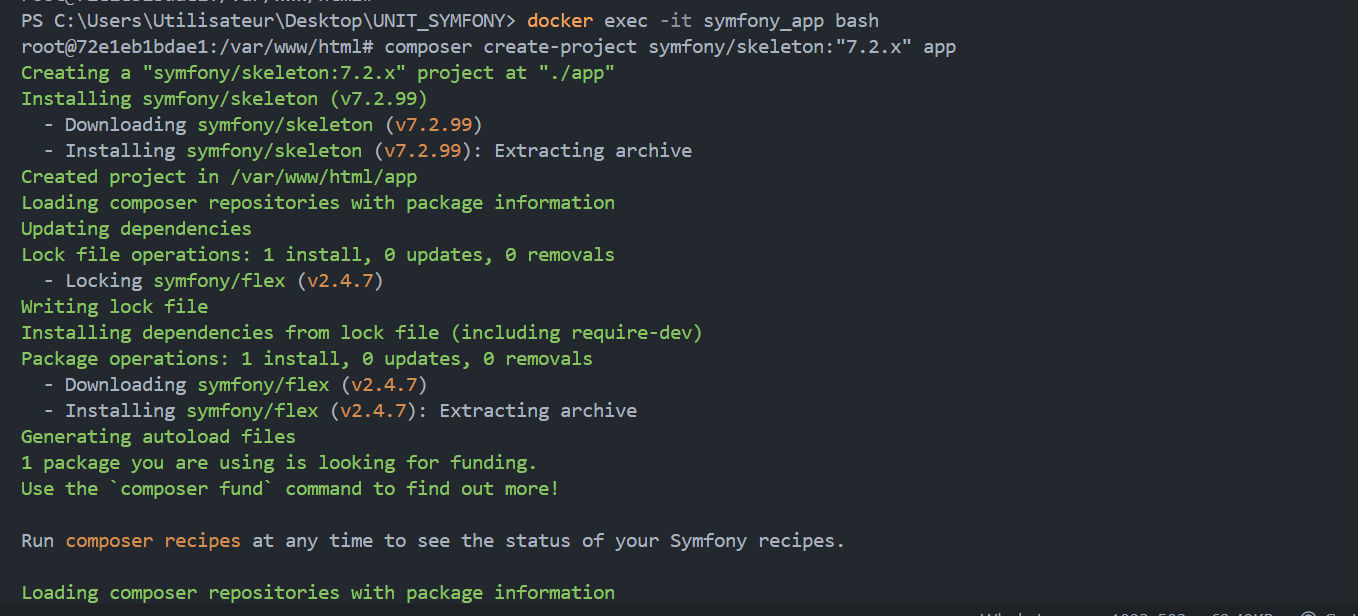 PS C:\Users\Utilisateur\Desktop\UNIT_SYMFONY> docker exec -it symfony_app bash
root@72e1eb1bdae1:/var/www/html# composer create-project symfony/skeleton:"7.2.x" app
Creating a "symfony/skeleton:7.2.x" project at "./app"
Installing symfony/skeleton (v7.2.99)
  - Downloading symfony/skeleton (v7.2.99)
  - Installing symfony/skeleton (v7.2.99): Extracting archive
Created project in /var/www/html/app
Loading composer repositories with package information
Updating dependencies
Lock file operations: 1 install, 0 updates, 0 removals
  - Locking symfony/flex (v2.4.7)
Writing lock file
Installing dependencies from lock file (including require-dev)
Package operations: 1 install, 0 updates, 0 removals
  - Downloading symfony/flex (v2.4.7)
  - Installing symfony/flex (v2.4.7): Extracting archive
Generating autoload files
1 package you are using is looking for funding.
Use the `composer fund` command to find out more!
Run composer recipes at any time to see the status of your Symfony recipes.
Loading composer repositories with package information